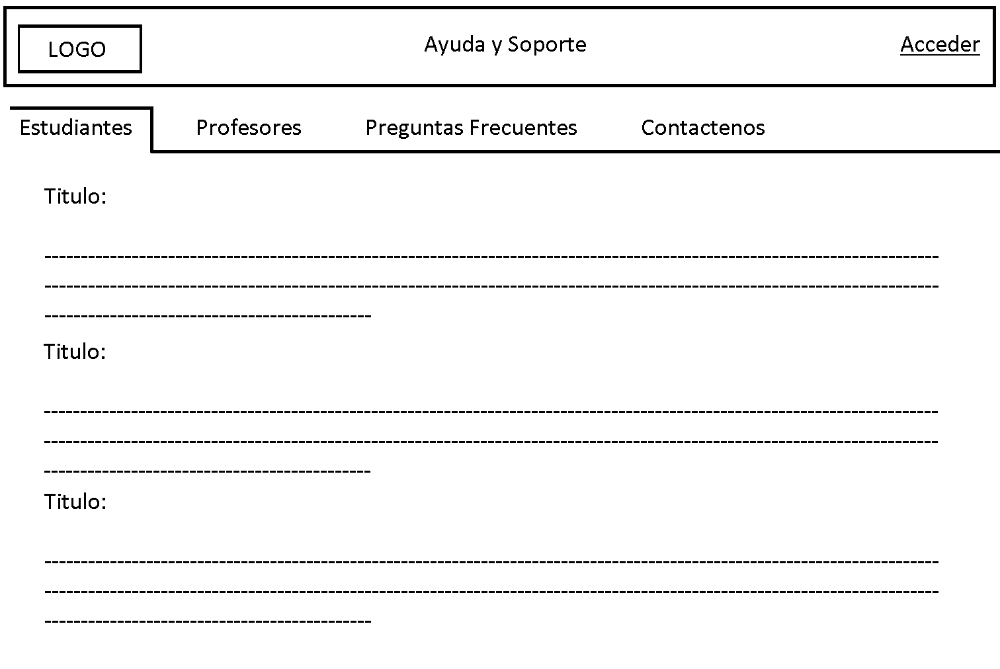 LOGO
Ayuda y Soporte
Acceder
Estudiantes Profesores Preguntas Frecuentes Contactenos
Titulo:
Titulo:
Titulo: